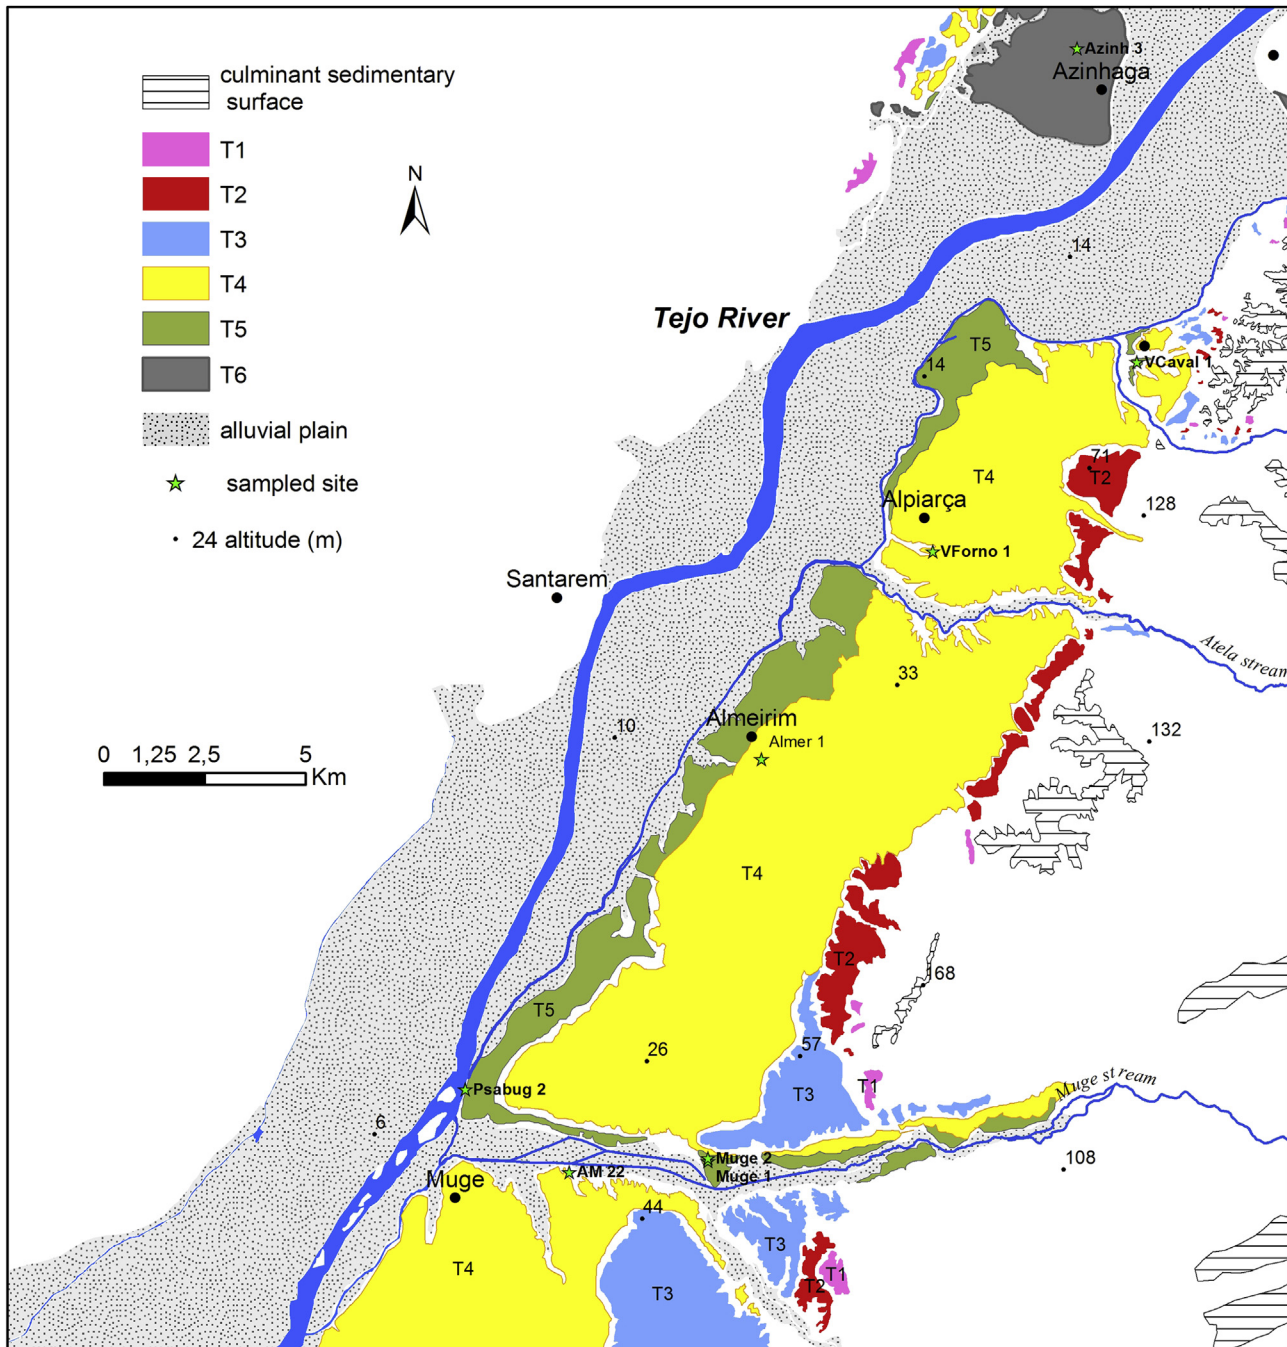 culminant sedimentary
surface
T1
T2
T3
T4
T5
T6
alluvial plain
sampled site
24 altitude (m)
N
Azinh 3
Azinhaga
14
Tejo River
T5
14
VCaval 1
T4
71
T2
Alpiarça
128
VForno 1
Santarem
Atela stream
33
Almeirim
10
Almer 1
132
0 1,25 2,5 5
Km
T4
T2
168
T5
26
57
T3
T1
Muge stream
Psabug 2
6
Muge 2
Muge 1
108
AM 22
Muge
44
T3
T4
T3
T2
T1